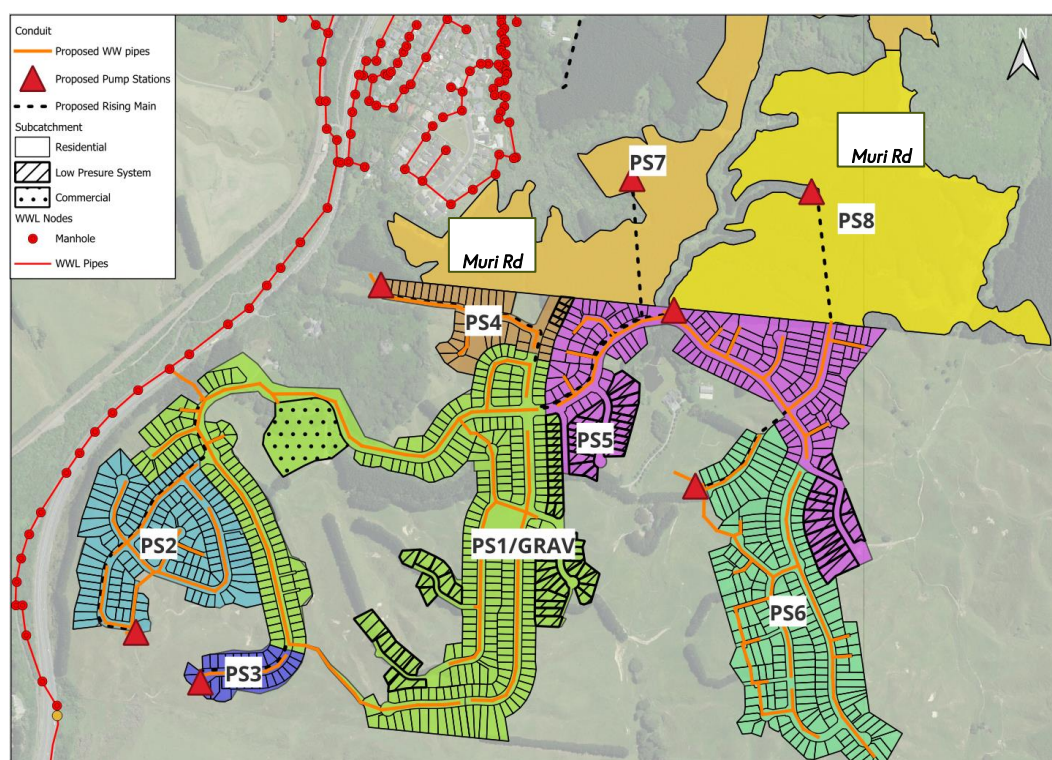 Conduit
Proposed WW pipes
Proposed Pump Stations
Proposed Rising Main
Subcatchment
Residential
Low Presure System
Commercial
WWL Nodes
Manhole
WWL Pipes
N
PS7
Muri Rd
PS8
Muri Rd
PS4
PS5
PS2
PS1/GRAV
PS6
PS3